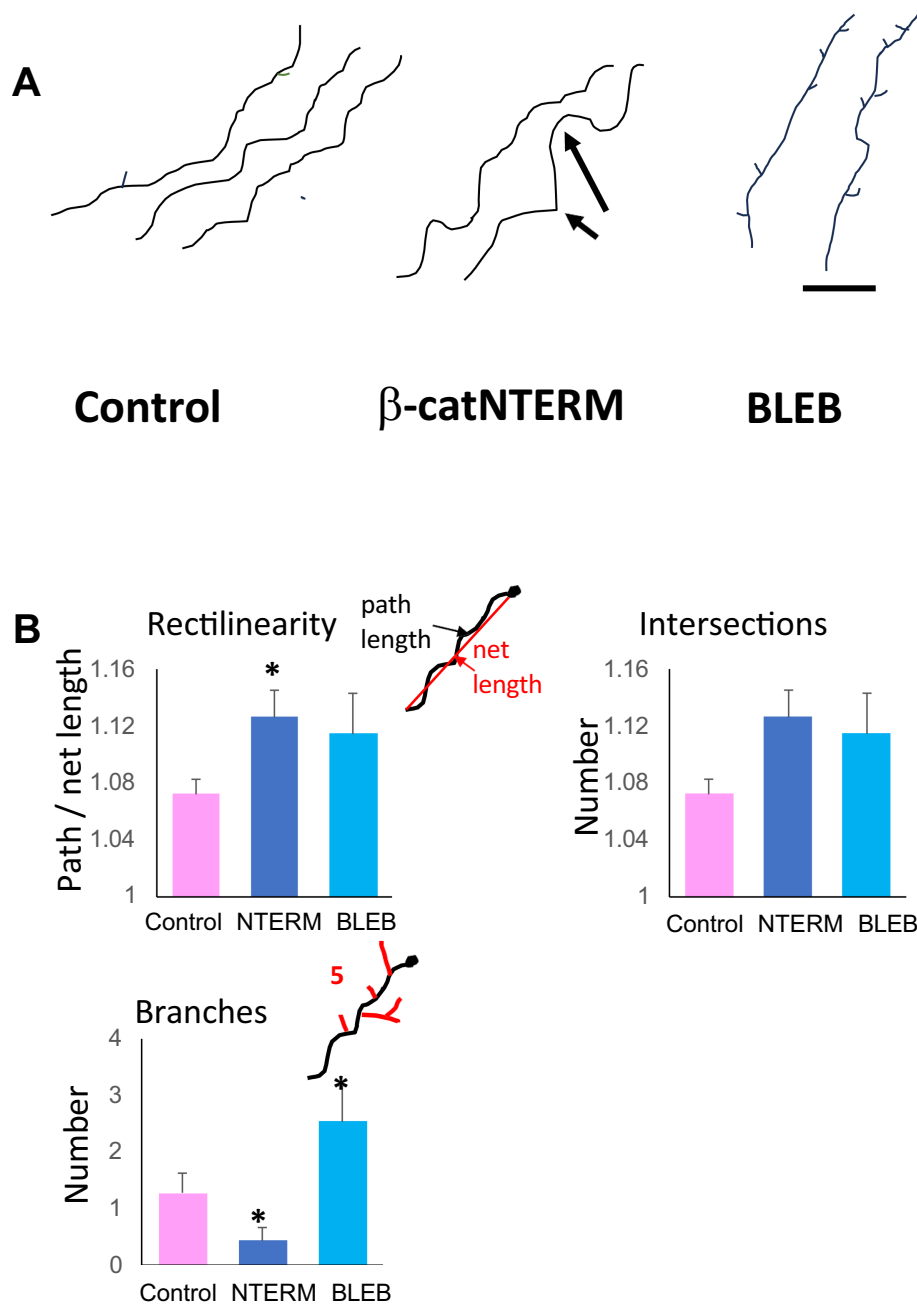 A
Control
β-catNTERM
BLEB
B
Rectilinearity
path
length
net
length
Path / net length
1.16
1.12
1.08
1.04
1
*
Control NTERM BLEB
Intersections
Number
1.16
1.12
1.08
1.04
1
Control NTERM BLEB
Branches
5
Number
4
3
2
1
0
*
*
Control NTERM BLEB